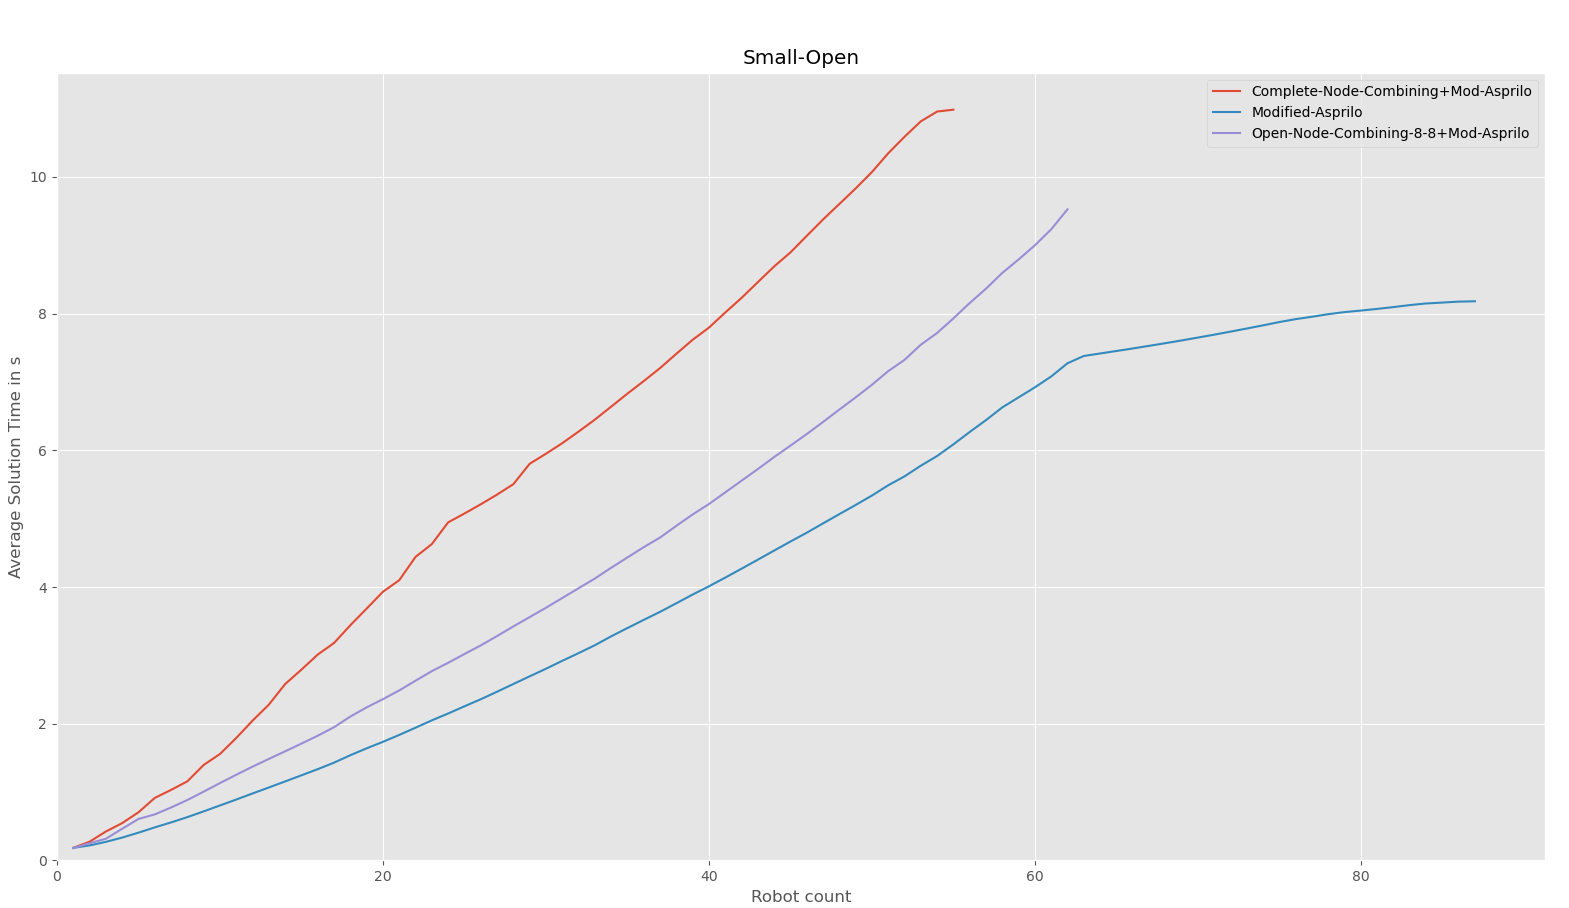 Small-Open
Complete-Node-Combining+Mod-Asprilo
Modified-Asprilo
Open-Node-Combining-8-8+Mod-Asprilo
Average Solution Time in s
10
8
6
4
2
0
0 20 40 60 80
Robot count